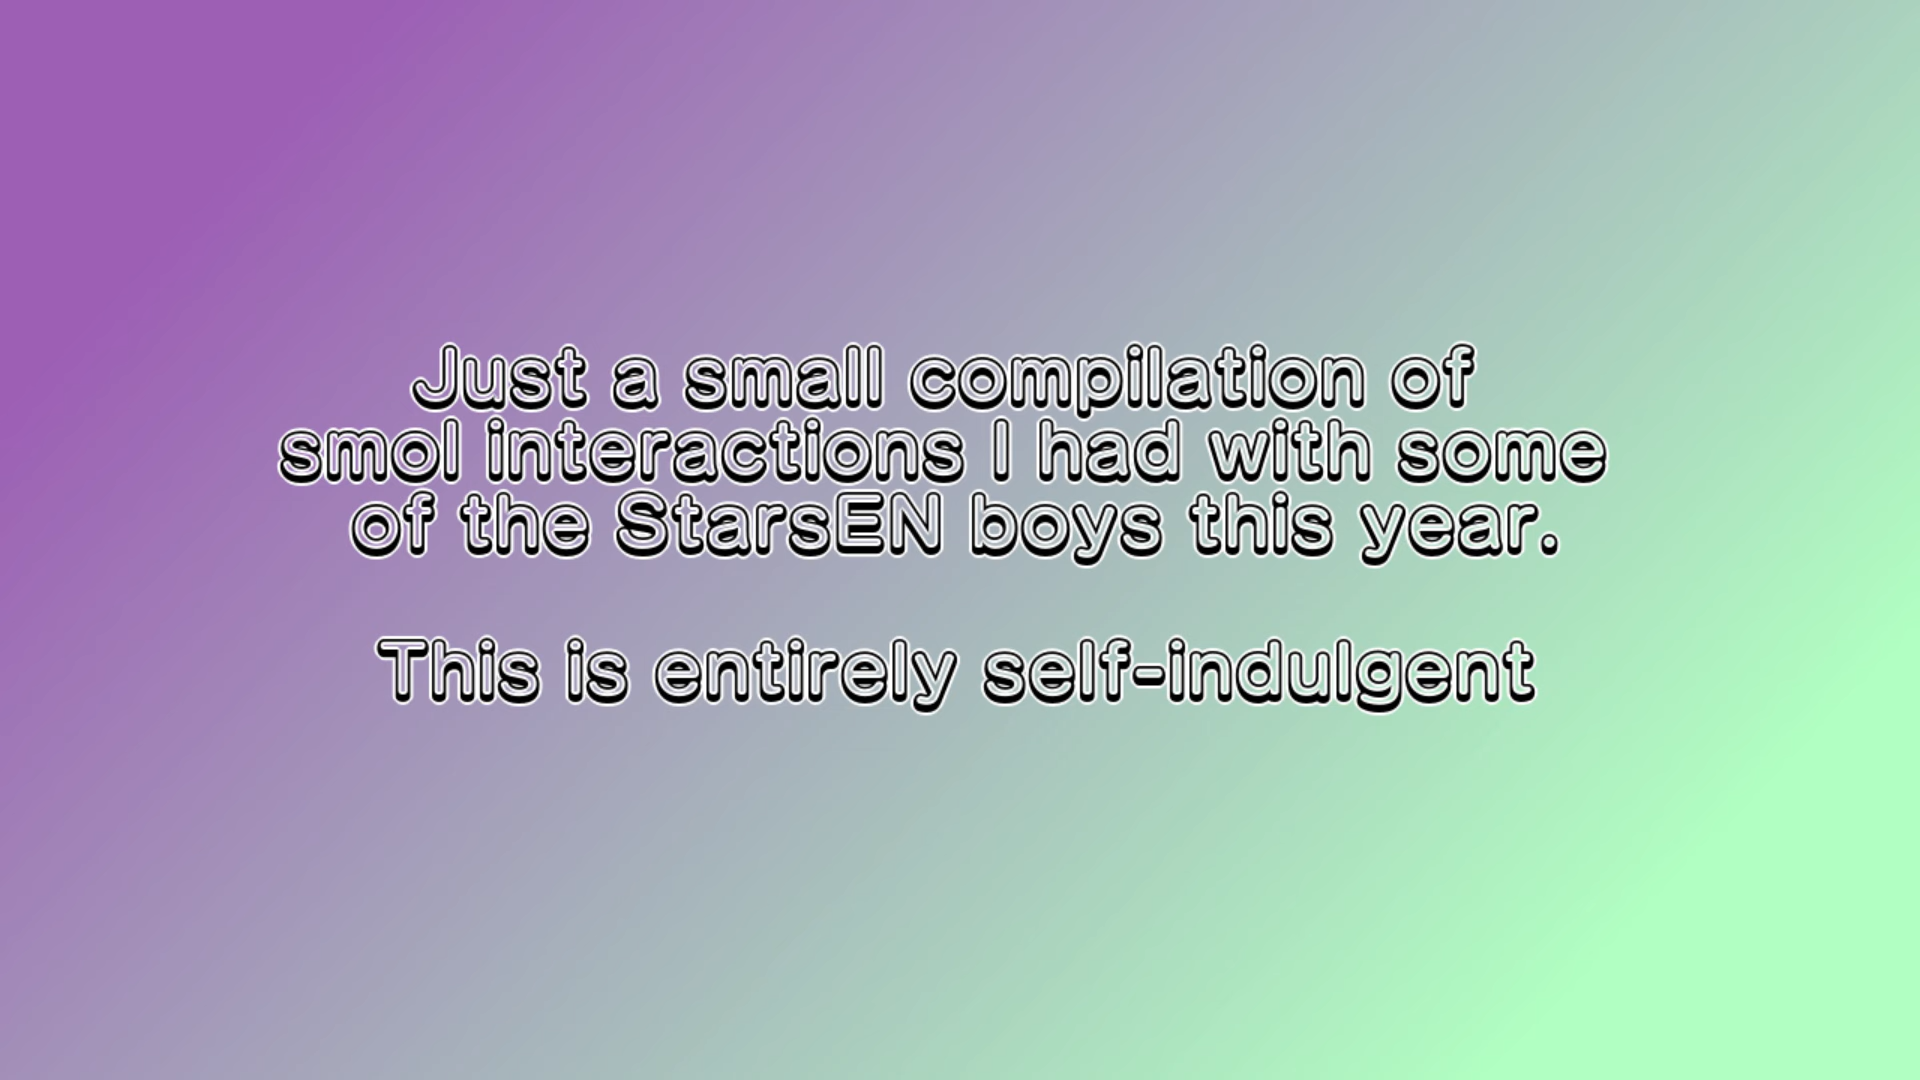 Just a small compilation of
smol interactions I had with some
of the StarsEN boys this year.
This is entirely self-indulgent